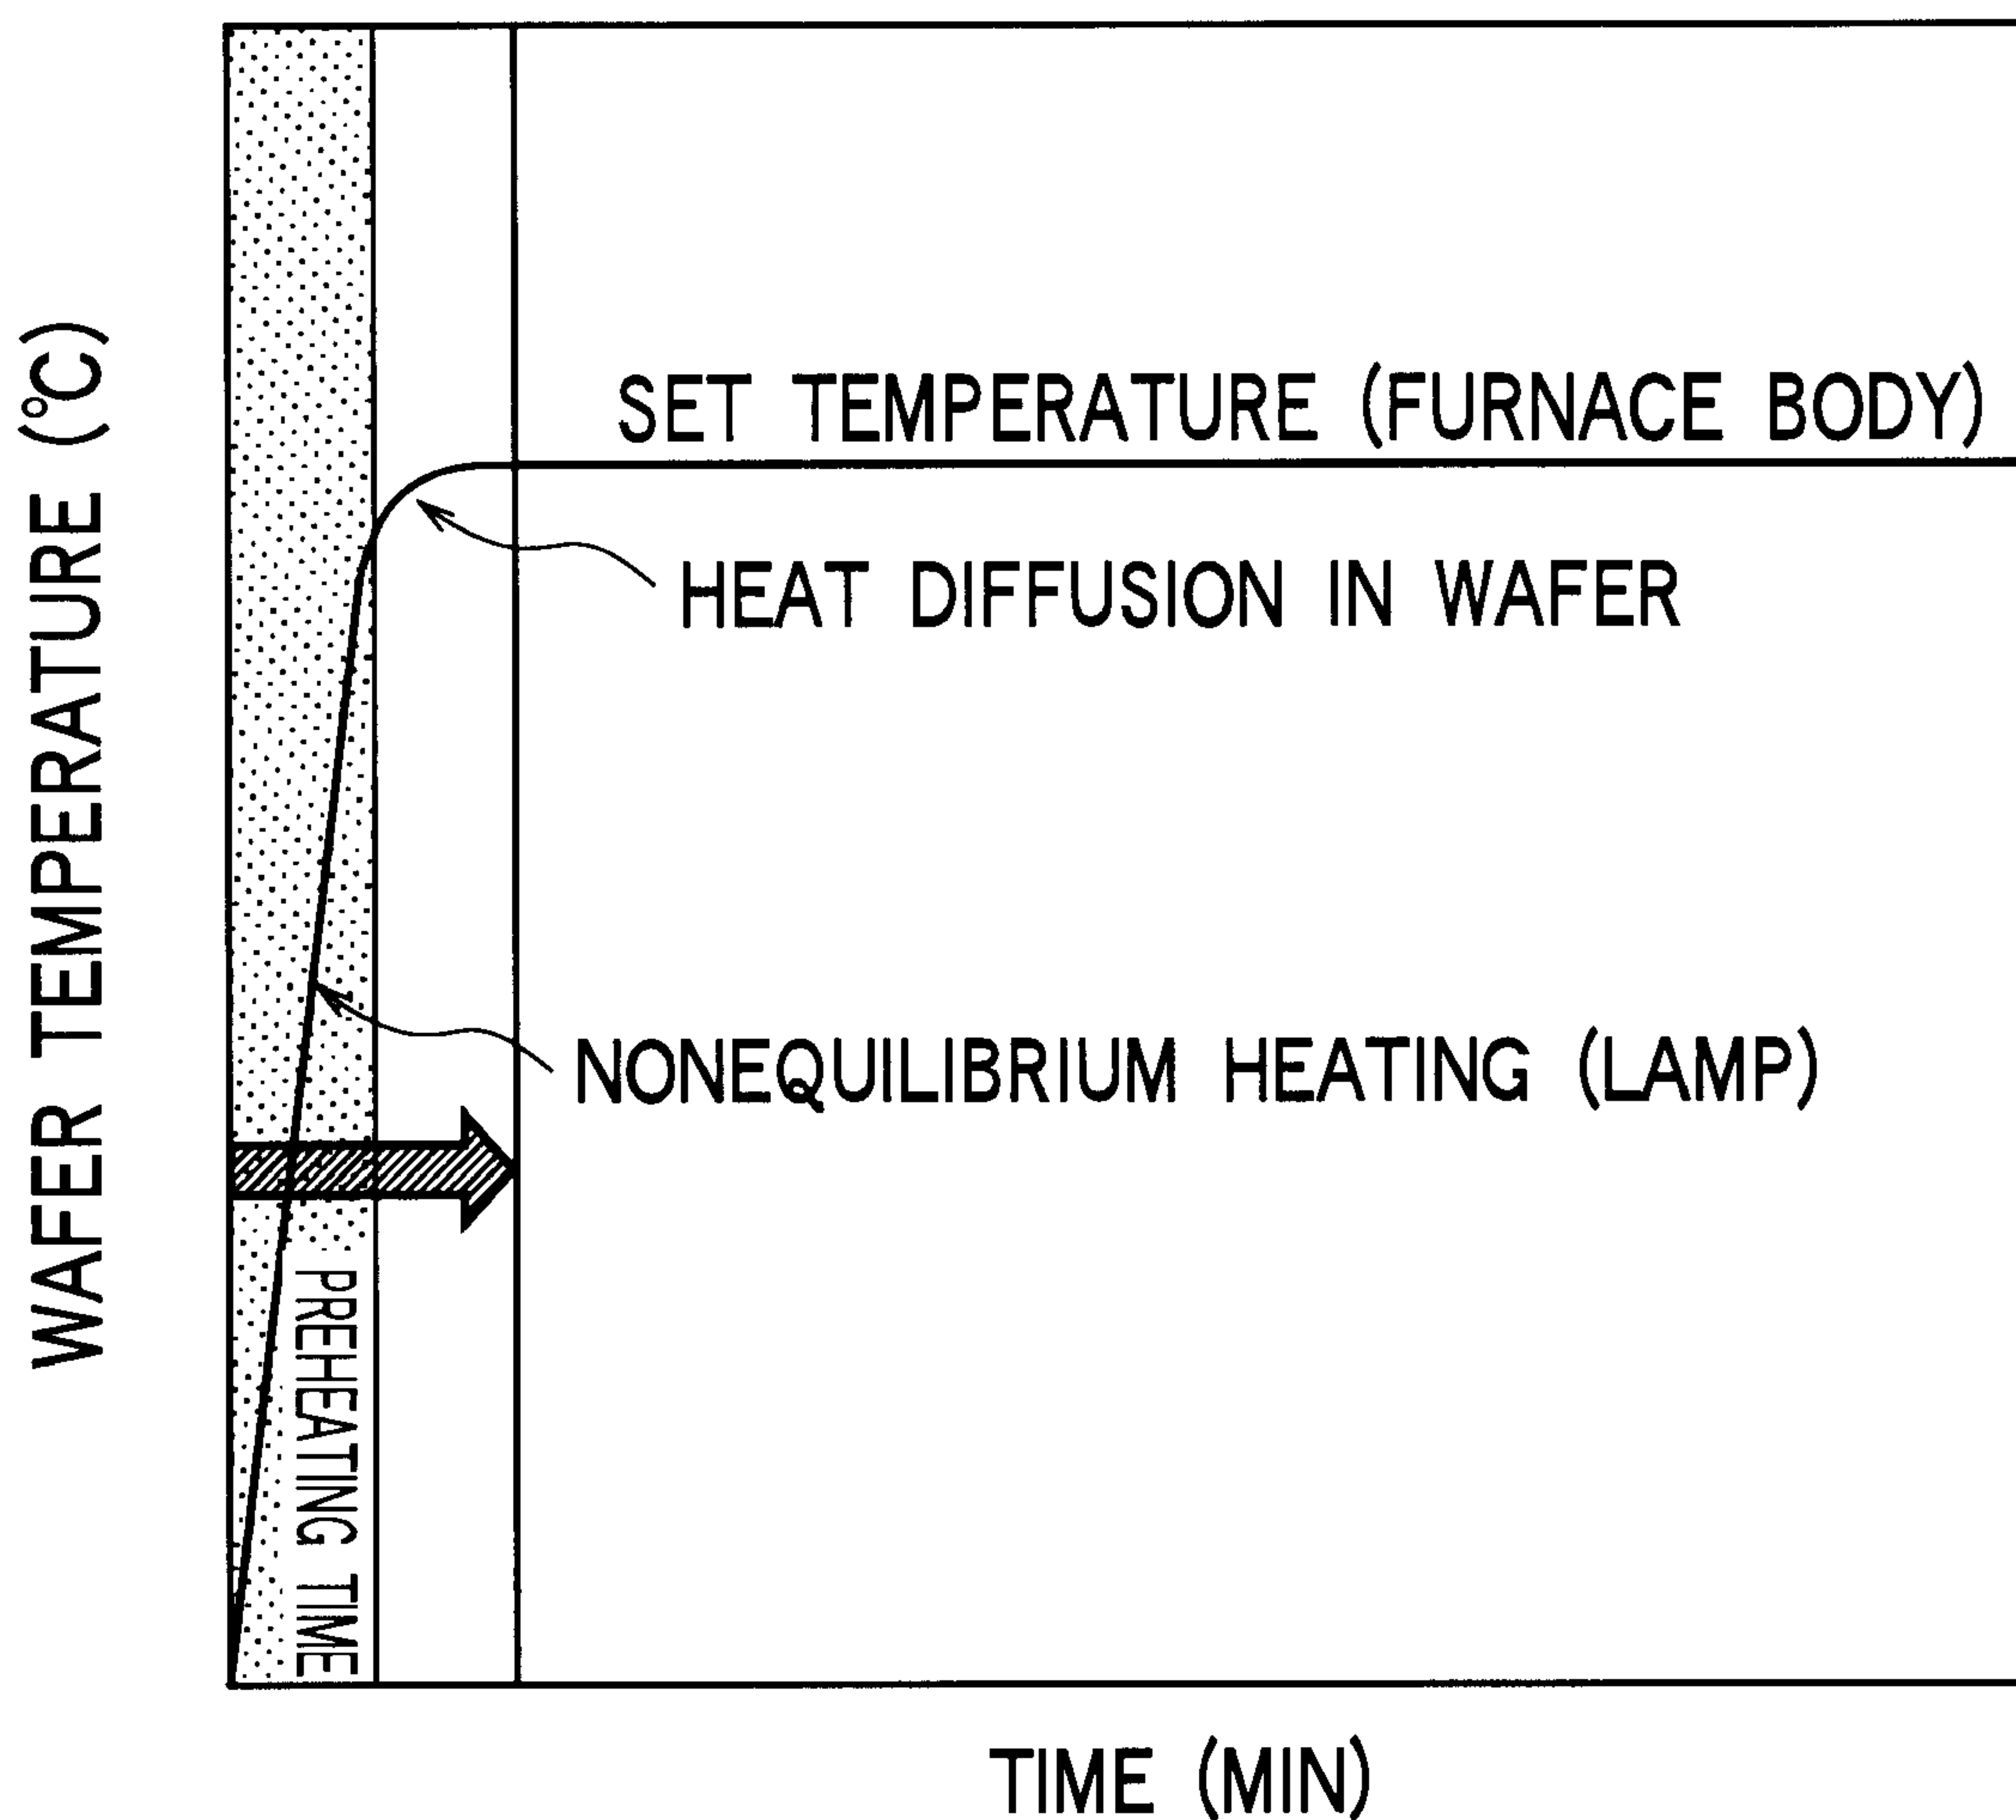 WAFER TEMPERATURE (°C)
SET TEMPERATURE (FURNACE BODY)
HEAT DIFFUSION IN WAFER
NONEQUILIBRIUM HEATING (LAMP)
PREHEATING TIME
TIME (MIN)